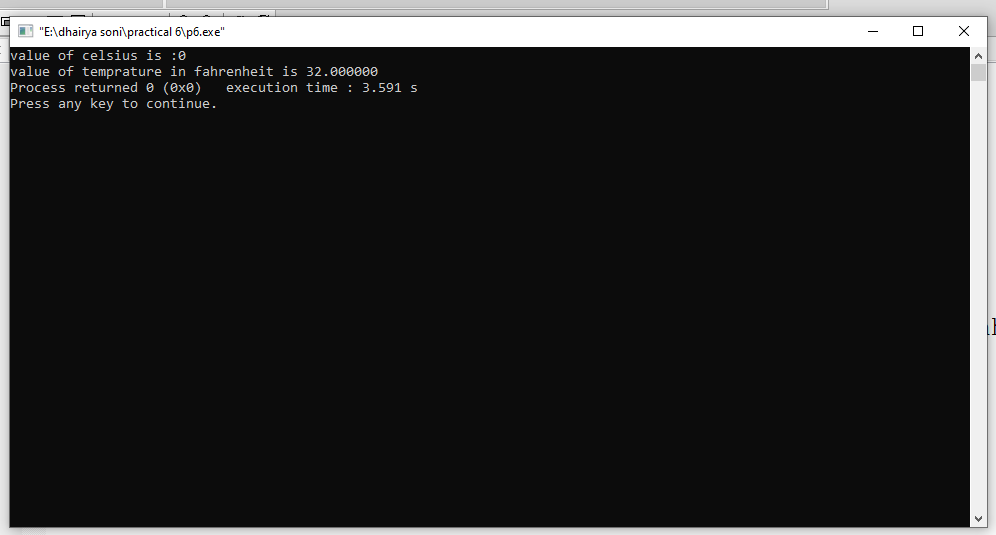 "E:\dhairya soni\practical 6\p6.exe"
value of celsius is :0
value of temprature in fahrenheit is 32.000000
Process returned 0 (0x0)   execution time : 3.591 s
Press any key to continue.